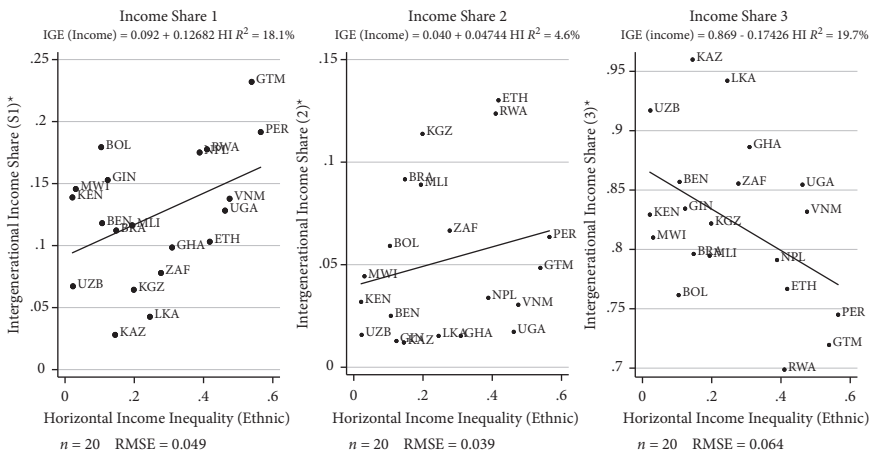 Income Share 1
IGE (Income) = 0.092 + 0.12682 HI R² = 18.1%
Intergenerational Income Share (S1)*
.25
.2
.15
.1
.05
0
GTM
PER
BOL
RWA
NPL
GIN
MWI
KEN
VNM
UGA
BEN
MLI
BRA
ETH
GHA
ZAF
UZB
KGZ
LKA
KAZ
0 .2 .4 .6
Horizontal Income Inequality (Ethnic)
n = 20 RMSE = 0.049
Income Share 2
IGE (Income) = 0.040 + 0.04744 HI R² = 4.6%
Intergenerational Income Share (2)*
.15
.1
.05
0
ETH
RWA
KGZ
BRA
MLI
ZAF
PER
BOL
GTM
MWI
NPL
KEN
VNM
BEN
UGA
UZB
LKA
GHA
GIN
KAZ
0 .2 .4 .6
Horizontal Income Inequality (Ethnic)
n = 20 RMSE = 0.039
Income Share 3
IGE (income) = 0.869 - 0.17426 HI R² = 19.7%
Intergenerational Income Share (3)*
.95
.9
.85
.8
.75
.7
KAZ
LKA
UZB
GHA
BEN
ZAF
UGA
GIN
VNM
KEN
KGZ
MWI
BRA
MLI
NPL
ETH
BOL
PER
GTM
RWA
0 .2 .4 .6
Horizontal Income Inequality (Ethnic)
n = 20 RMSE = 0.064